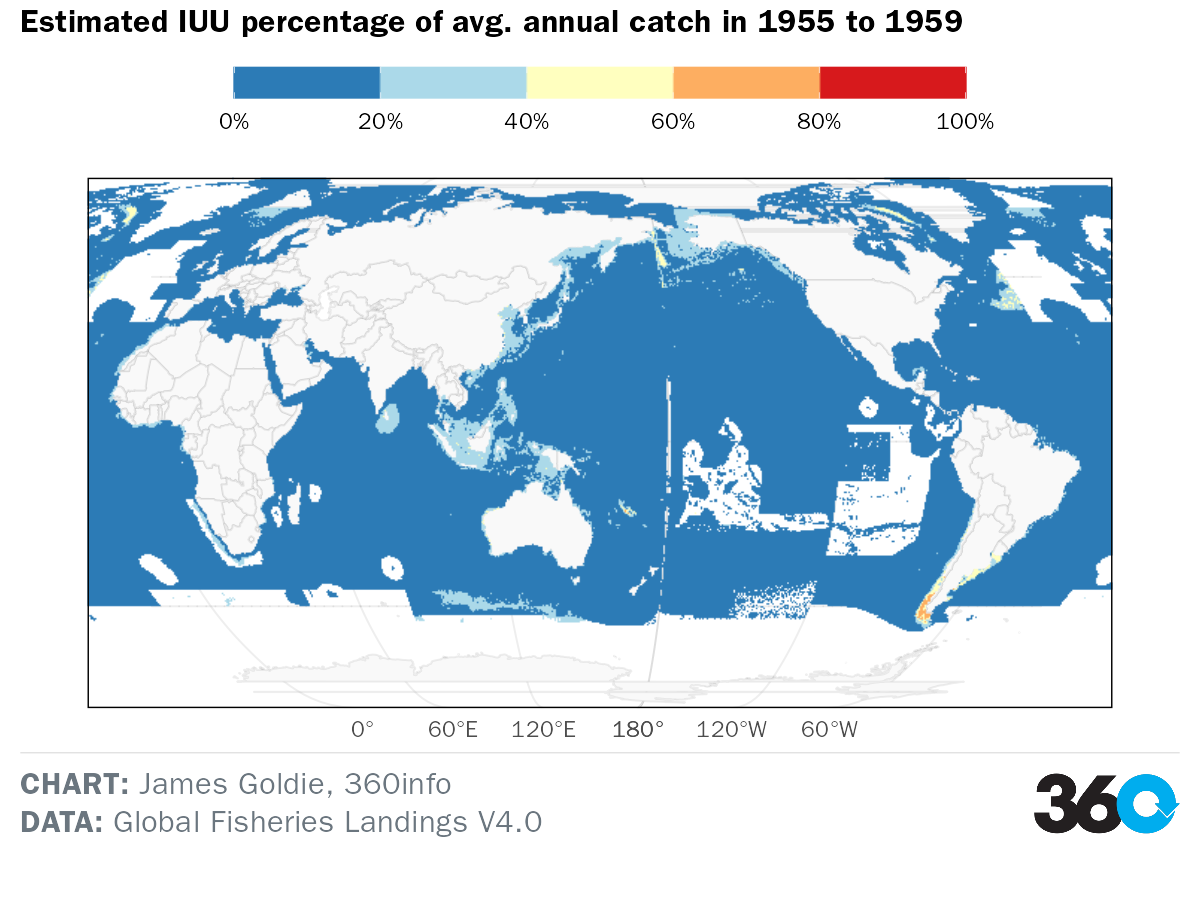 Estimated IUU percentage of avg. annual catch in 1955 to 1959
0% 20% 40% 60% 80% 100%
0° 60°E 120°E 180° 120°W 60°W
CHART: James Goldie, 360info
DATA: Global Fisheries Landings V4.0
360